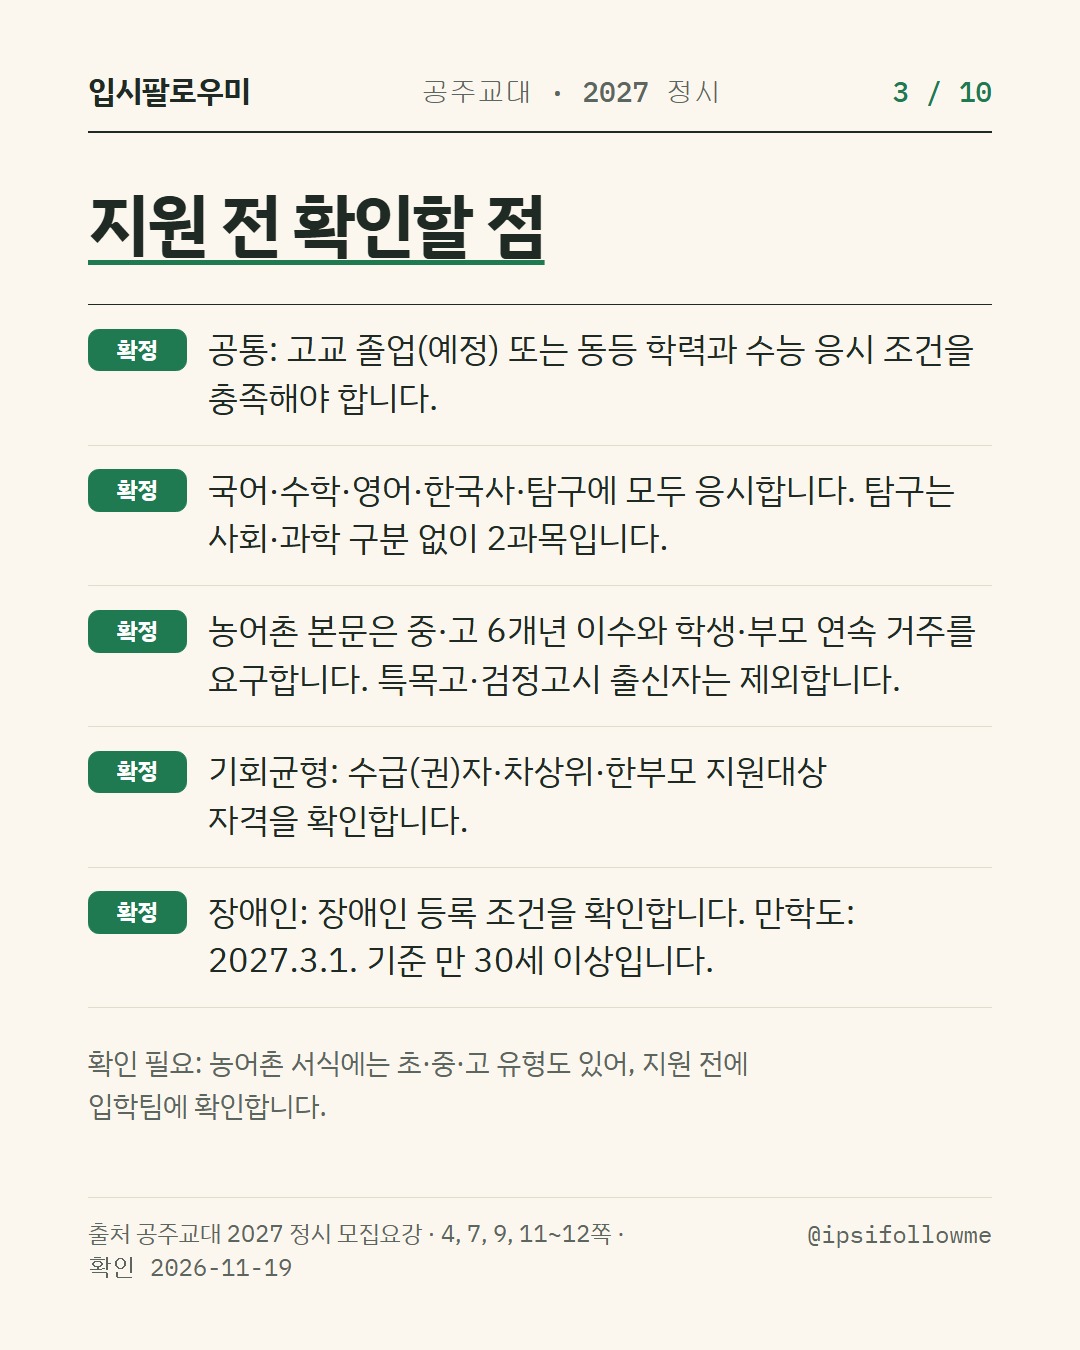 입시팔로우미
공주교대 · 2027 정시
3 / 10
지원 전 확인할 점
확정
공통: 고교 졸업(예정) 또는 동등 학력과 수능 응시 조건을
충족해야 합니다.
확정
국어·수학·영어·한국사·탐구에 모두 응시합니다. 탐구는
사회·과학 구분 없이 2과목입니다.
확정
농어촌 본문은 중·고 6개년 이수와 학생·부모 연속 거주를
요구합니다. 특목고·검정고시 출신자는 제외합니다.
확정
기회균형: 수급(권)자·차상위·한부모 지원대상
자격을 확인합니다.
확정
장애인: 장애인 등록 조건을 확인합니다. 만학도:
2027.3.1. 기준 만 30세 이상입니다.
확인 필요: 농어촌 서식에는 초·중·고 유형도 있어, 지원 전에
입학팀에 확인합니다.
출처 공주교대 2027 정시 모집요강 · 4, 7, 9, 11~12쪽 ·
확인 2026-11-19
@ipsifollowme